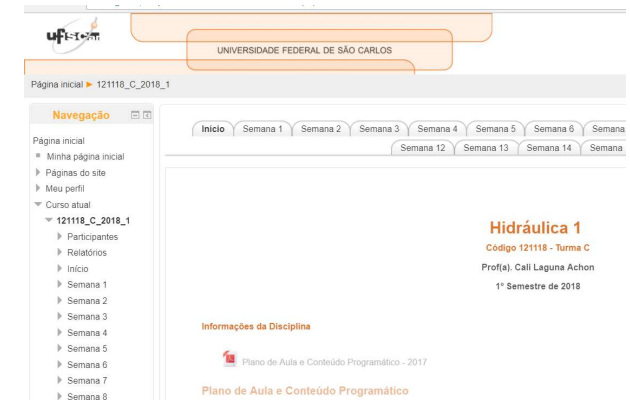 ufscar
UNIVERSIDADE FEDERAL DE SÃO CARLOS
Página inicial ► 121118_C_2018_1
Navegação
Página inicial
Minha página inicial
Páginas do site
Meu perfil
Curso atual
121118_C_2018_1
Participantes
Relatórios
Início
Semana 1
Semana 2
Semana 3
Semana 4
Semana 5
Semana 6
Semana 7
Semana 8
Início Semana 1 Semana 2 Semana 3 Semana 4 Semana 5 Semana 6 Semana
Semana 12 Semana 13 Semana 14 Semana
Hidráulica 1
Código 121118 - Turma C
Prof(a). Cali Laguna Achon
1º Semestre de 2018
Informações da Disciplina
Plano de Aula e Conteúdo Programático - 2017
Plano de Aula e Conteúdo Programático